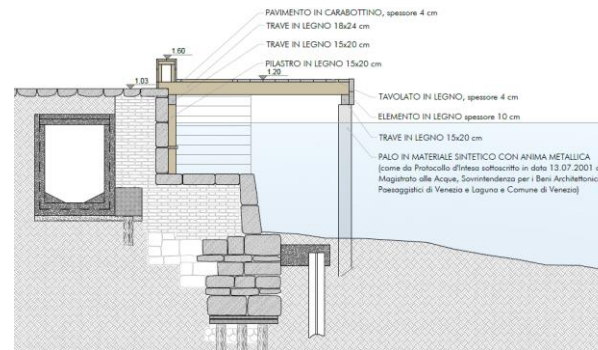 PAVIMENTO IN CARABOTTINO, spessore 4 cm
TRAVE IN LEGNO 18x24 cm
TRAVE IN LEGNO 15x20 cm
PILASTRO IN LEGNO 15x20 cm
1.60
1.20
1.03
TAVOLATO IN LEGNO, spessore 4 cm
ELEMENTO IN LEGNO spessore 10 cm
TRAVE IN LEGNO 15x20 cm
PALO IN MATERIALE SINTETICO CON ANIMA METALLICA
(come da Protocollo d'Intesa sottoscritto in data 13.07.2001
Magistrato alle Acque, Sovrintendenza per i Beni Architettonic
Paesaggistici di Venezia e Laguna e Comune di Venezia)